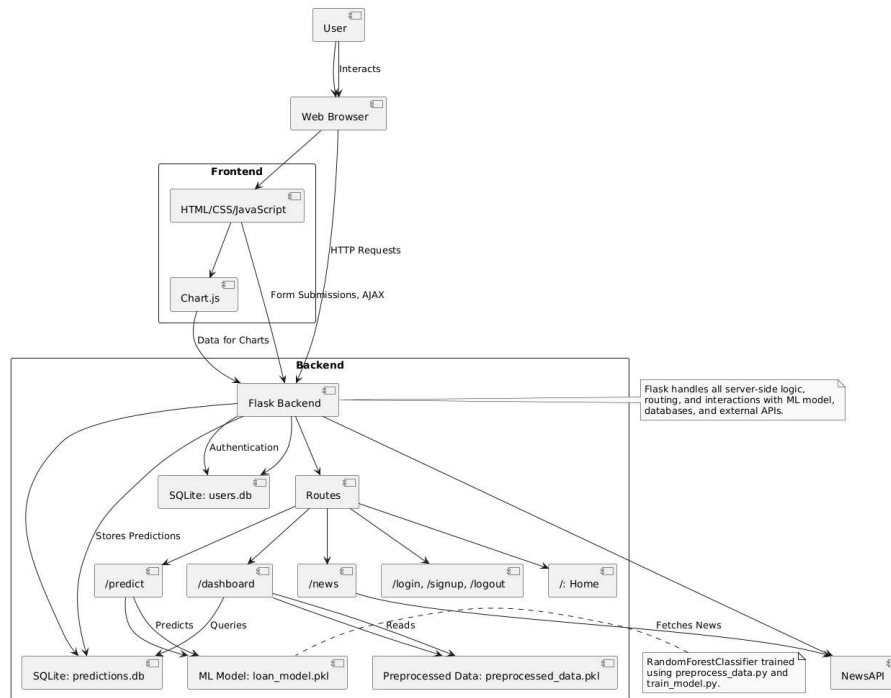 User
Interacts
Web Browser
Frontend
HTML/CSS/JavaScript
HTTP Requests
Chart.js
Form Submissions, AJAX
Data for Charts
Backend
Flask Backend
Flask handles all server-side logic,
routing, and interactions with ML model,
databases, and external APIs.
Authentication
SQLite: users.db
Routes
Stores Predictions
/predict
/dashboard
/news
/login, /signup, /logout
/: Home
Predicts
Queries
Reads
Fetches News
SQLite: predictions.db
ML Model: loan_model.pkl
Preprocessed Data: preprocessed_data.pkl
RandomForestClassifier trained
using preprocess_data.py and
train_model.py.
NewsAPI